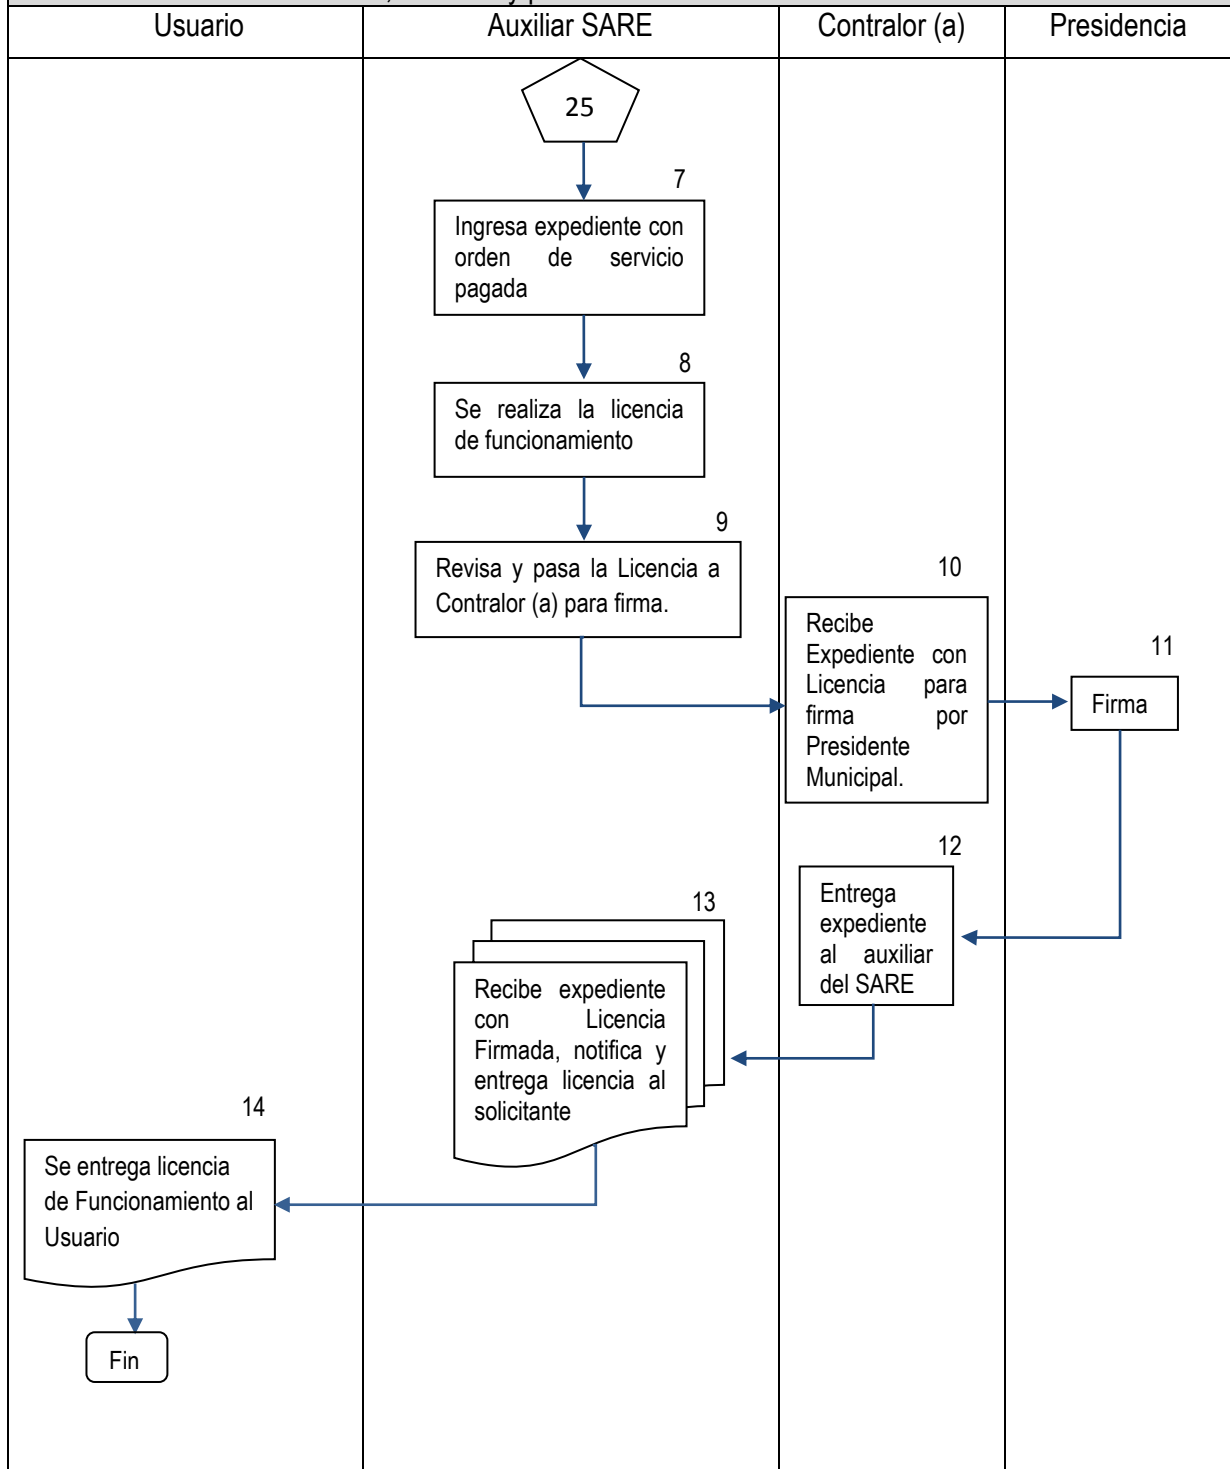 Usuario
Auxiliar SARE
Contralor (a)
Presidencia
25
7
Ingresa expediente con
orden de servicio
pagada
8
Se realiza la licencia
de funcionamiento
9
Revisa y pasa la Licencia a
Contralor (a) para firma.
10
Recibe
Expediente con
Licencia para
firma por
Presidente
Municipal.
11
Firma
12
Entrega
expediente
al auxiliar
del SARE
13
Recibe expediente
con Licencia
Firmada, notifica y
entrega licencia al
solicitante
14
Se entrega licencia
de Funcionamiento al
Usuario
Fin